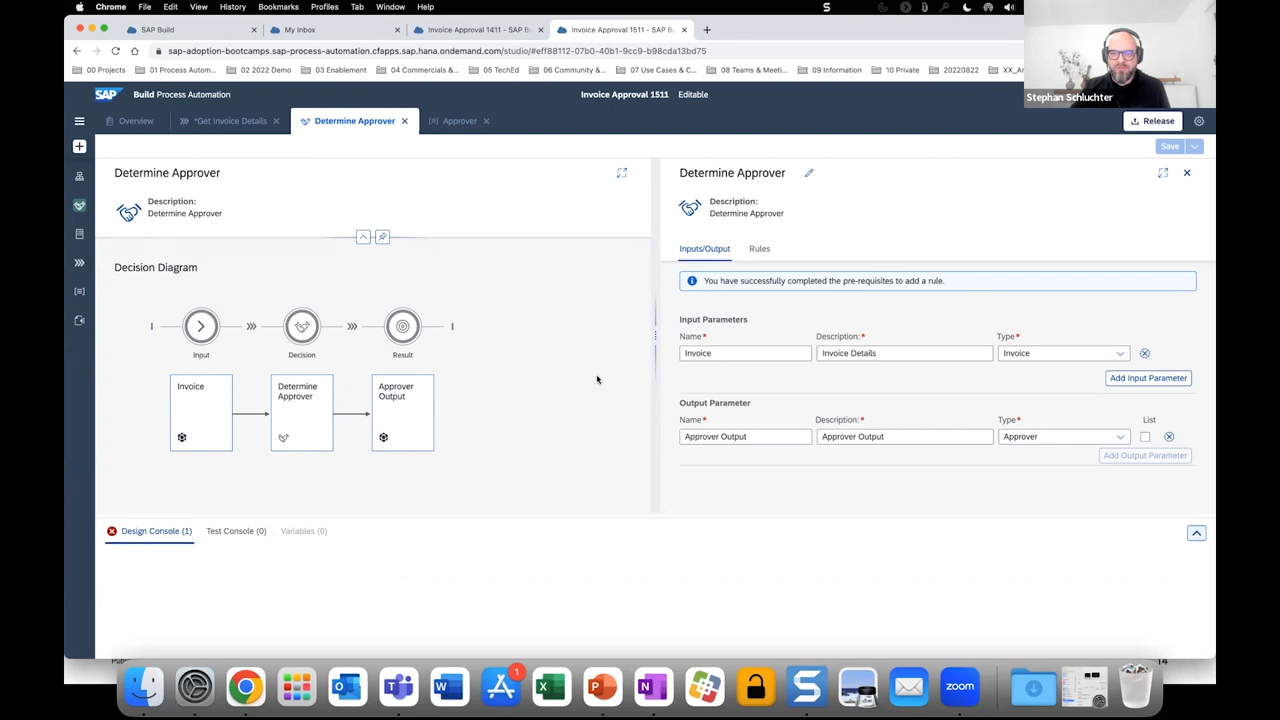 Chrome File Edit View History Bookmarks Profiles Tab Window Help
SAP Build
My Inbox
Invoice Approval 1411 - SAP B
Invoice Approval 1511 - SAP B
sap-adoption-bootcamps.sap-process-automation.cfapps.sap.hana.ondemand.com/studio/#eff88112-07b0-40b1-9cc9-b98cda13bd75
00 Projects 01 Process Autom... 02 2022 Demo 03 Enablement 04 Commercials &... 05 TechEd 06 Community &... 07 Use Cases & C... 08 Teams & Meeti... 09 Information 10 Private 20220822 XX_Ar
Stephan Schluchter
SAP Build Process Automation Invoice Approval 1511 Editable
Overview *Get Invoice Details Determine Approver Approver Release
Save
Determine Approver
Description:
Determine Approver
Decision Diagram
Input Decision Result
Invoice
Determine
Approver
Approver
Output
Determine Approver
Description:
Determine Approver
Inputs/Output Rules
You have successfully completed the pre-requisites to add a rule.
Input Parameters
Name* Description:* Type*
Invoice Invoice Details Invoice
Add Input Parameter
Output Parameter
Name* Description:* Type* List
Approver Output Approver Output Approver
Add Output Parameter
Design Console (1) Test Console (0) Variables (0)
14
1
zoom